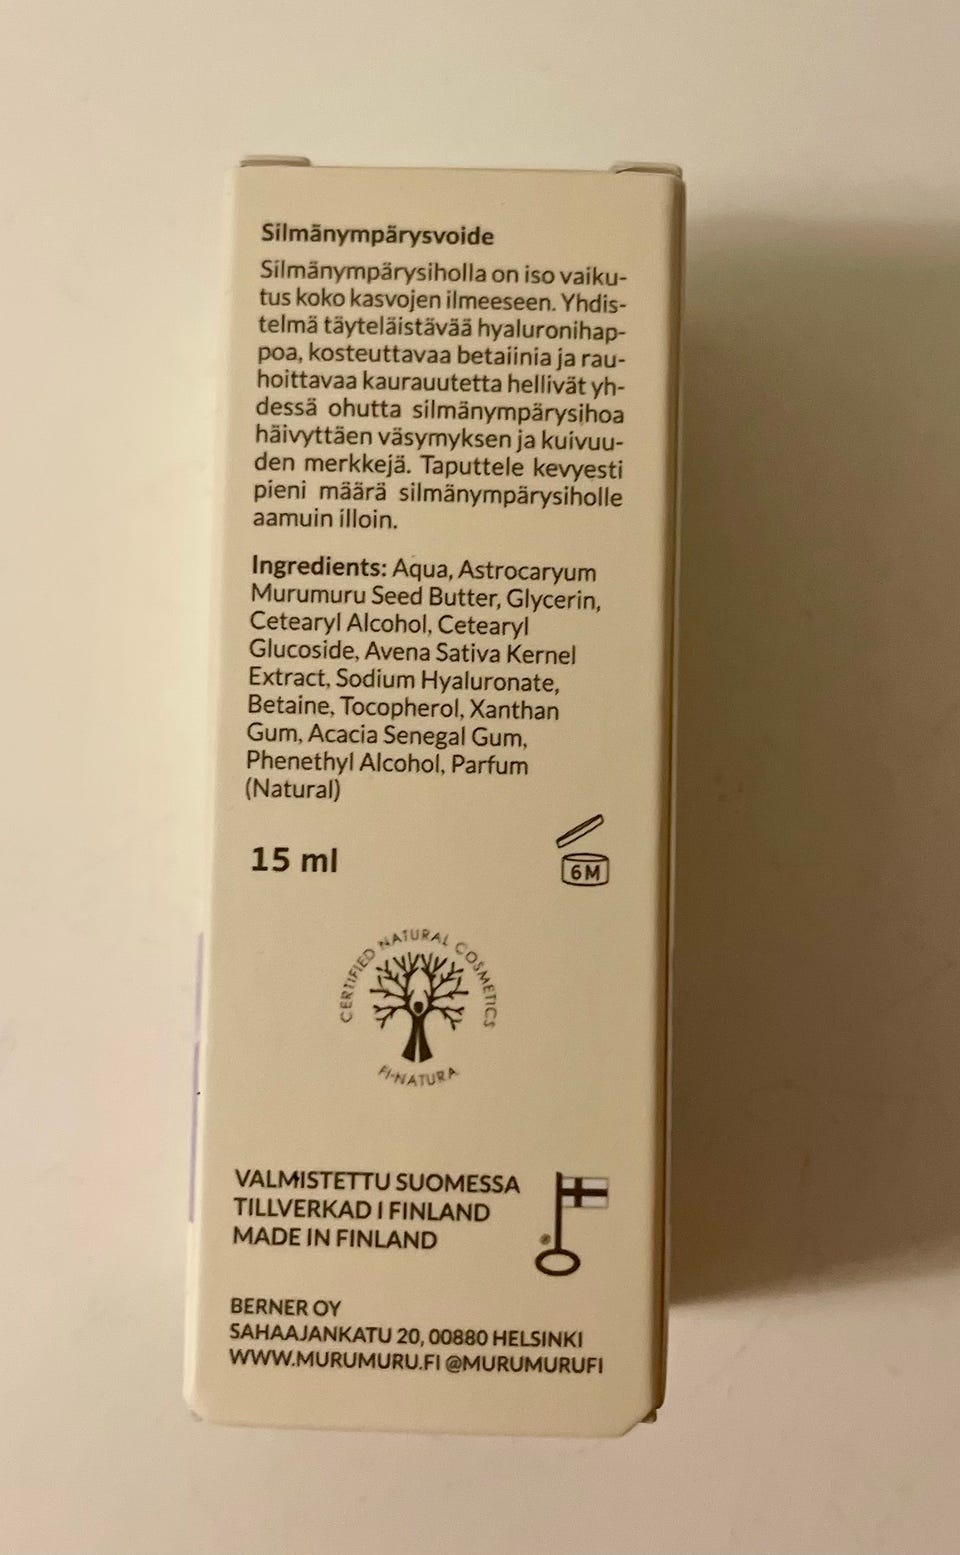 Silmänympärysvoide
Silmänympärysiholla on iso vaiku-
tus koko kasvojen ilmeeseen. Yhdis-
telmä täyteläistävää hyaluronihap-
poa, kosteuttavaa betaiinia ja rau-
hoittavaa kaurauutetta hellivät yh-
dessä ohutta silmänympärysihoa
häivyttäen väsymyksen ja kuivuu-
den merkkejä. Taputtele kevyesti
pieni määrä silmänympärysiholle
aamuin illoin.
Ingredients: Aqua, Astrocaryum
Murumuru Seed Butter, Glycerin,
Cetearyl Alcohol, Cetearyl
Glucoside, Avena Sativa Kernel
Extract, Sodium Hyaluronate,
Betaine, Tocopherol, Xanthan
Gum, Acacia Senegal Gum,
Phenethyl Alcohol, Parfum
(Natural)
15 ml
6M
CERTIFIED NATURAL COSMETICS
FI-NATURA
VALMISTETTU SUOMESSA
TILLVERKAD I FINLAND
MADE IN FINLAND
BERNER OY
SAHAAJANKATU 20, 00880 HELSINKI
WWW.MURUMURU.FI @MURUMURUFI